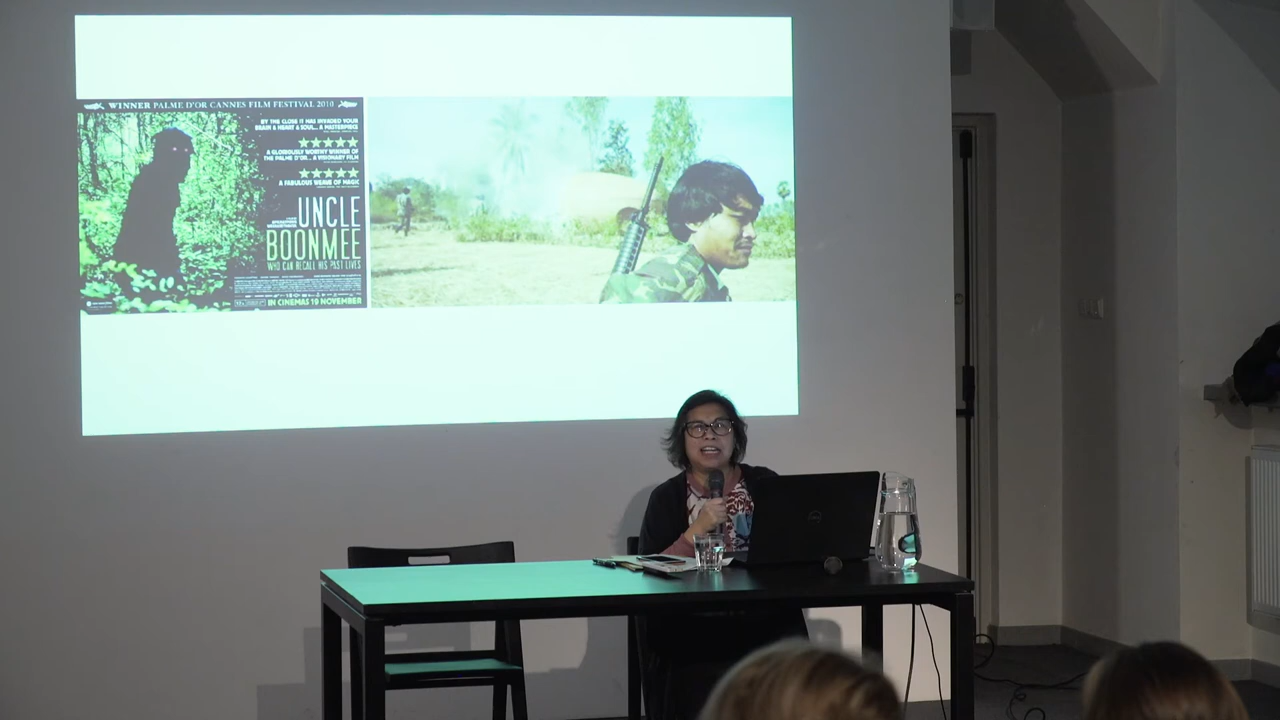 WINNER PALME D'OR CANNES FILM FESTIVAL 2010
BY THE CLOSE IT HAS INVADED YOUR
BRAIN & HEART & SOUL... A MASTERPIECE
A GLORIOUSLY WORTHY WINNER OF
THE PALME D'OR... A VISIONARY FILM
A FABULOUS WEAVE OF MAGIC
UNCLE
BOONMEE
WHO CAN RECALL HIS PAST LIVES
IN CINEMAS 19 NOVEMBER